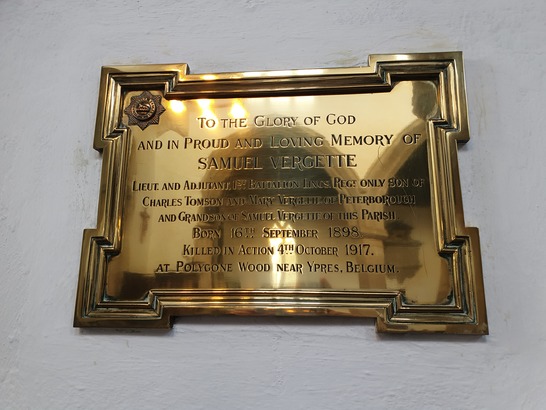 To the Glory of God
and in Proud and Loving Memory of
Samuel Vergette
Lieut. and Adjutant, 1st Battalion Lincs. Regt. only son of
Charles Tomson and Mary Vergette of Peterborough
and Grandson of Samuel Vergette of this Parish.
Born 16th September 1898.
Killed in Action 4th October 1917.
at Polygone Wood near Ypres, Belgium.